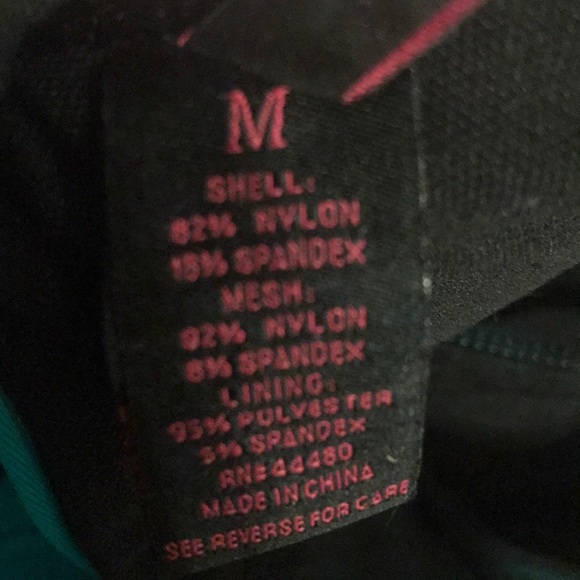 M
SHELL:
82% NYLON
18% SPANDEX
MESH:
92% NYLON
8% SPANDEX
LINING:
95% POLYESTER
5% SPANDEX
RN#44480
MADE IN CHINA
SEE REVERSE FOR CARE